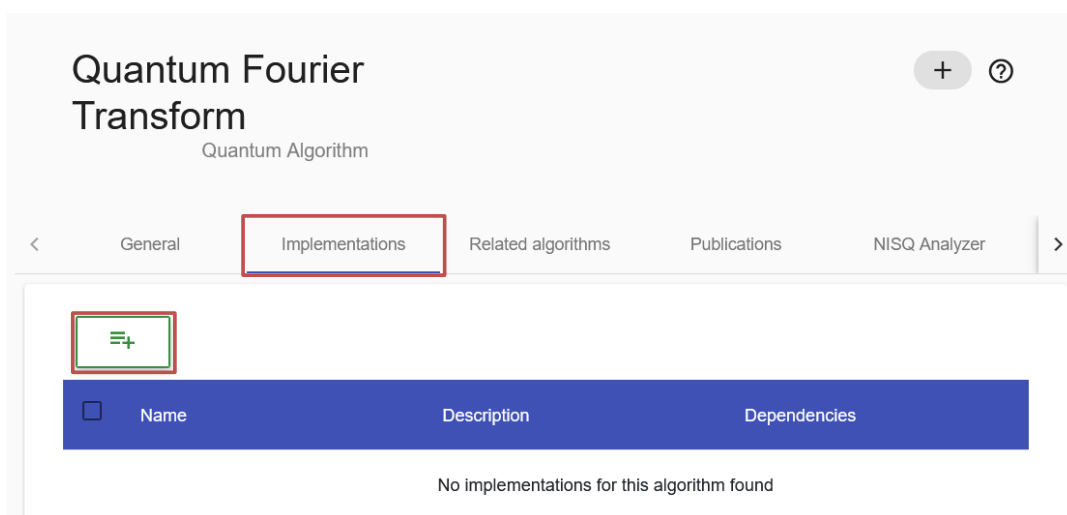 Quantum Fourier
Transform
Quantum Algorithm
General Implementations Related algorithms Publications NISQ Analyzer
Name Description Dependencies
No implementations for this algorithm found